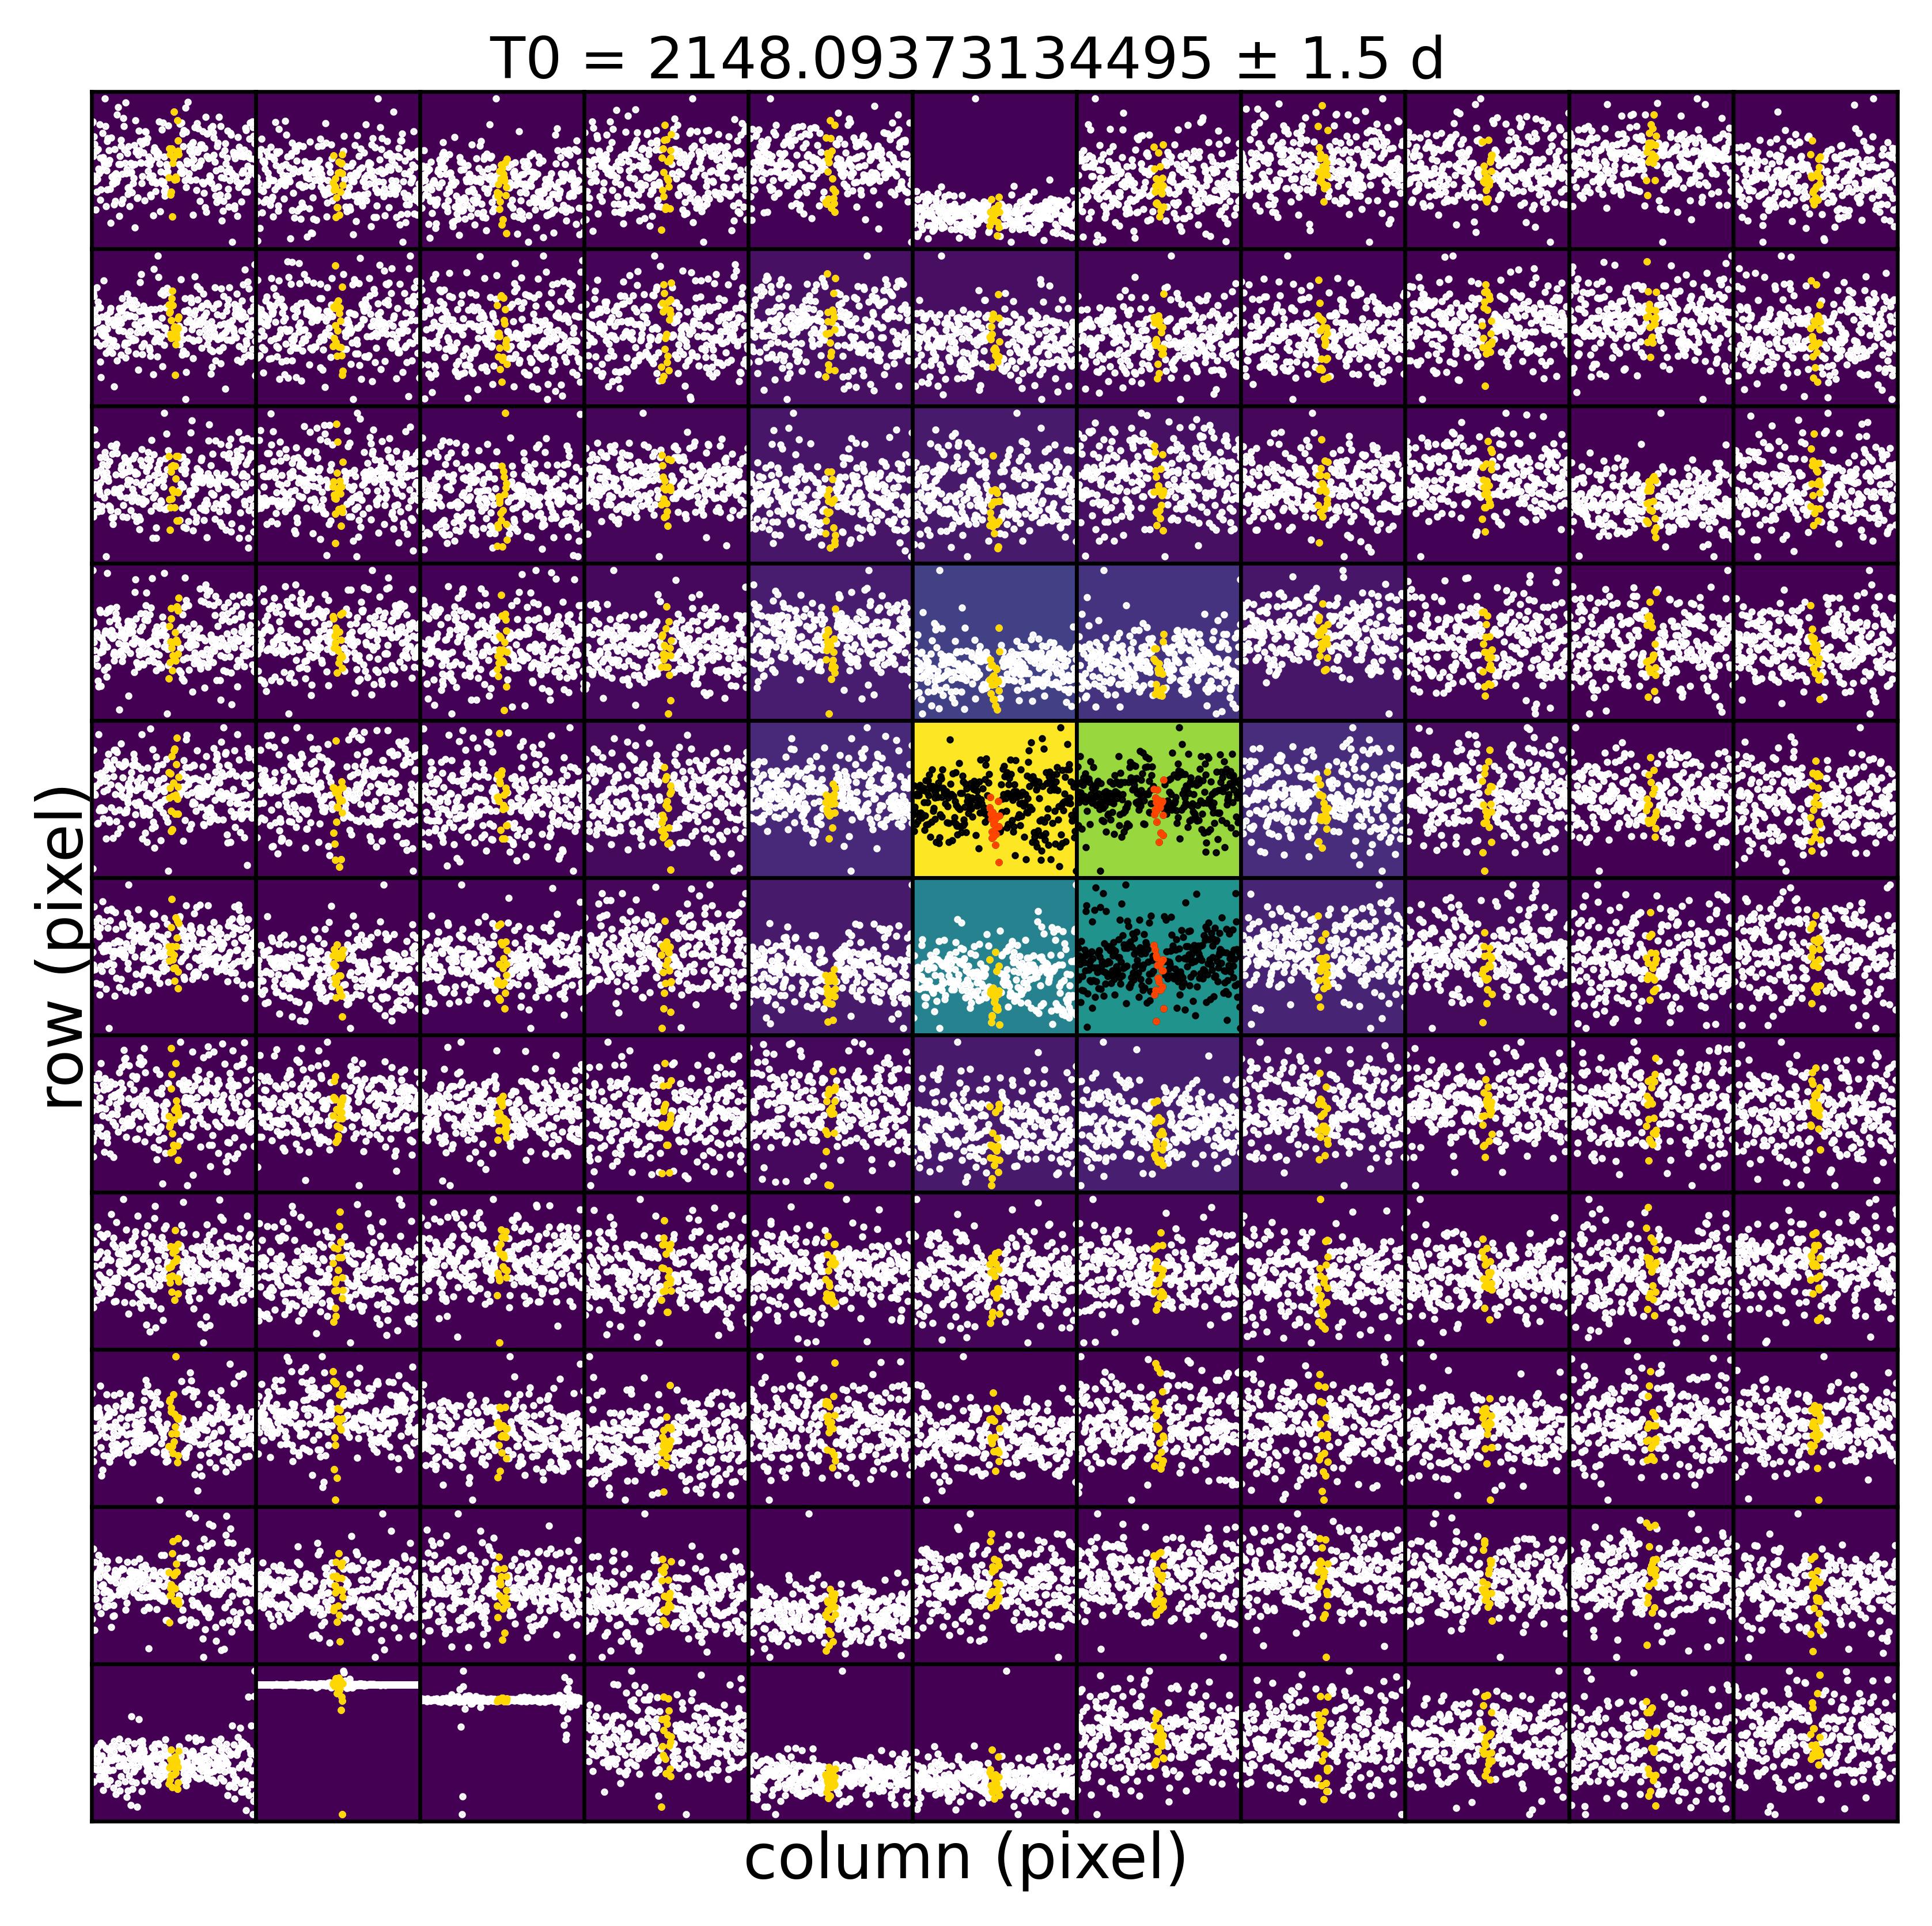 T0 = 2148.09373134495 ± 1.5 d
row (pixel)
column (pixel)